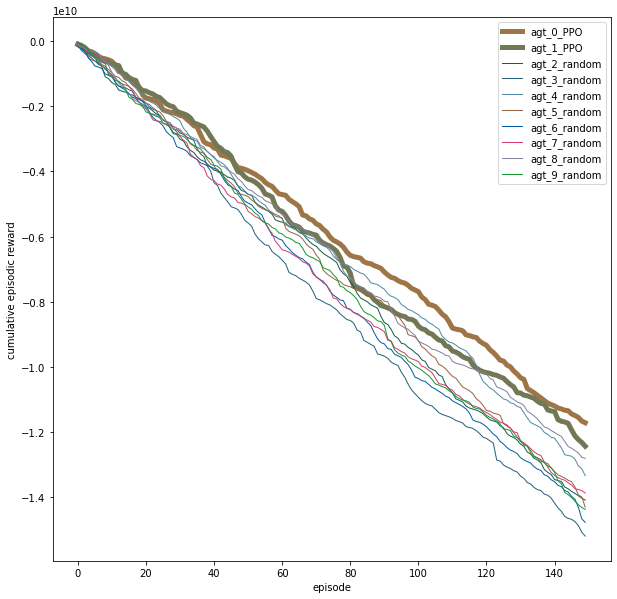 1e10
0.0
−0.2
−0.4
−0.6
−0.8
−1.0
−1.2
−1.4
cumulative episodic reward
0 20 40 60 80 100 120 140
episode
agt_0_PPO
agt_1_PPO
agt_2_random
agt_3_random
agt_4_random
agt_5_random
agt_6_random
agt_7_random
agt_8_random
agt_9_random